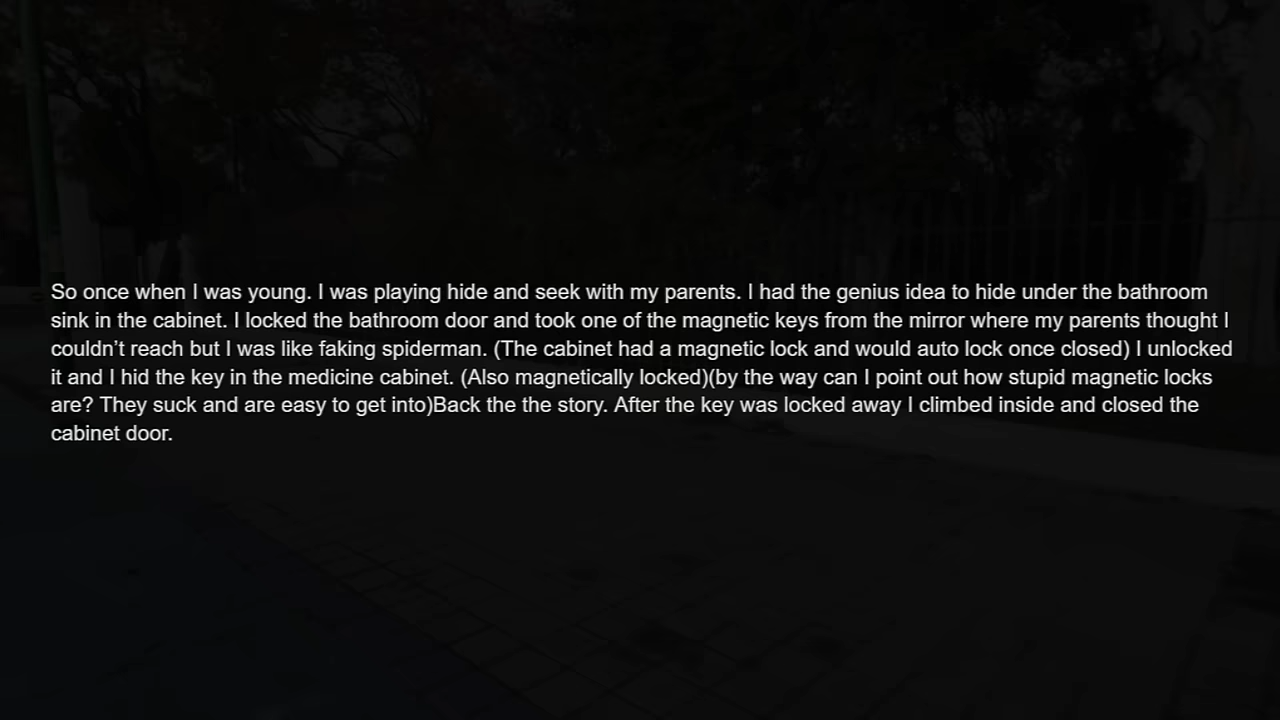 So once when I was young. I was playing hide and seek with my parents. I had the genius idea to hide under the bathroom
sink in the cabinet. I locked the bathroom door and took one of the magnetic keys from the mirror where my parents thought I
couldn’t reach but I was like faking spiderman. (The cabinet had a magnetic lock and would auto lock once closed) I unlocked
it and I hid the key in the medicine cabinet. (Also magnetically locked)(by the way can I point out how stupid magnetic locks
are? They suck and are easy to get into)Back the the story. After the key was locked away I climbed inside and closed the
cabinet door.